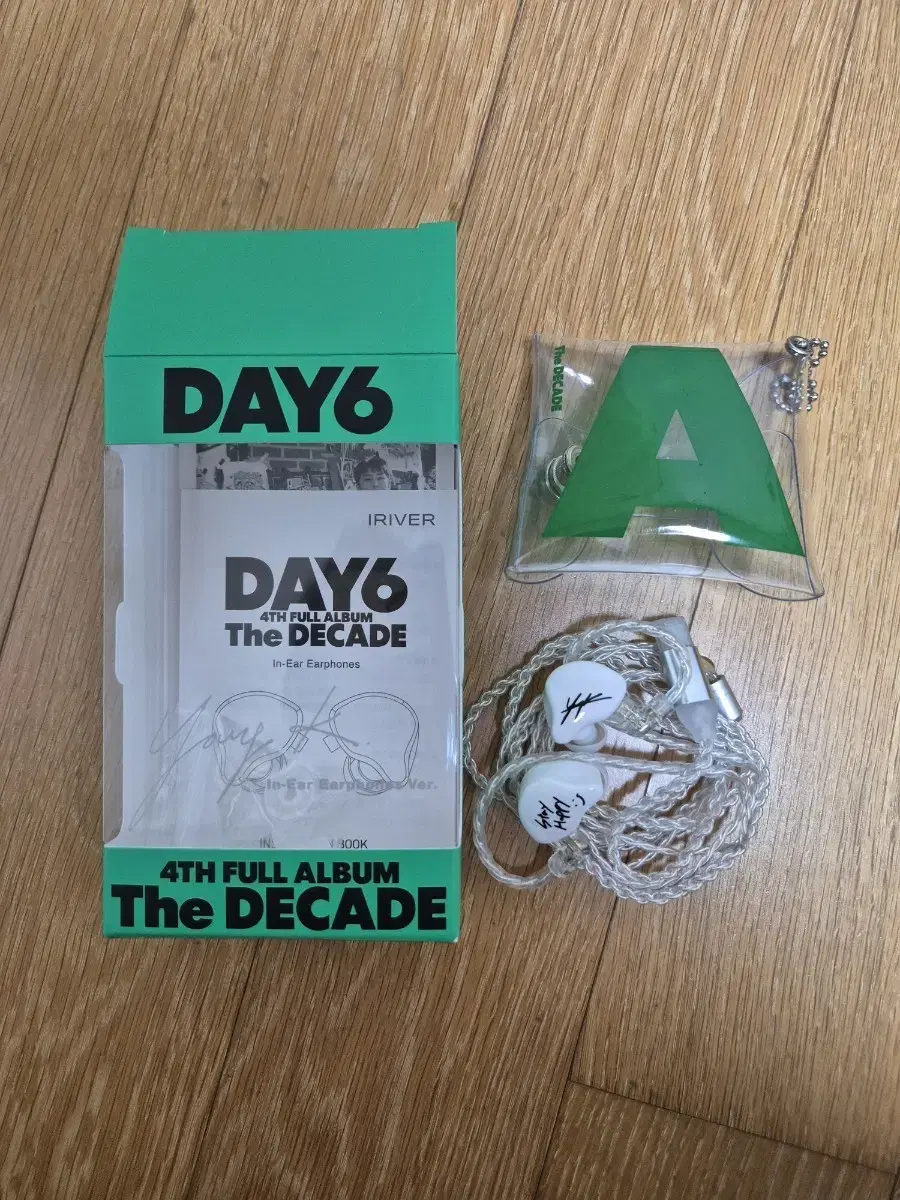 DAY6
IRIVER
DAY6
4TH FULL ALBUM
The DECADE
In-Ear Earphones
Young K.
In-Ear Earphones Ver.
4TH FULL ALBUM
The DECADE
The DECADE
A